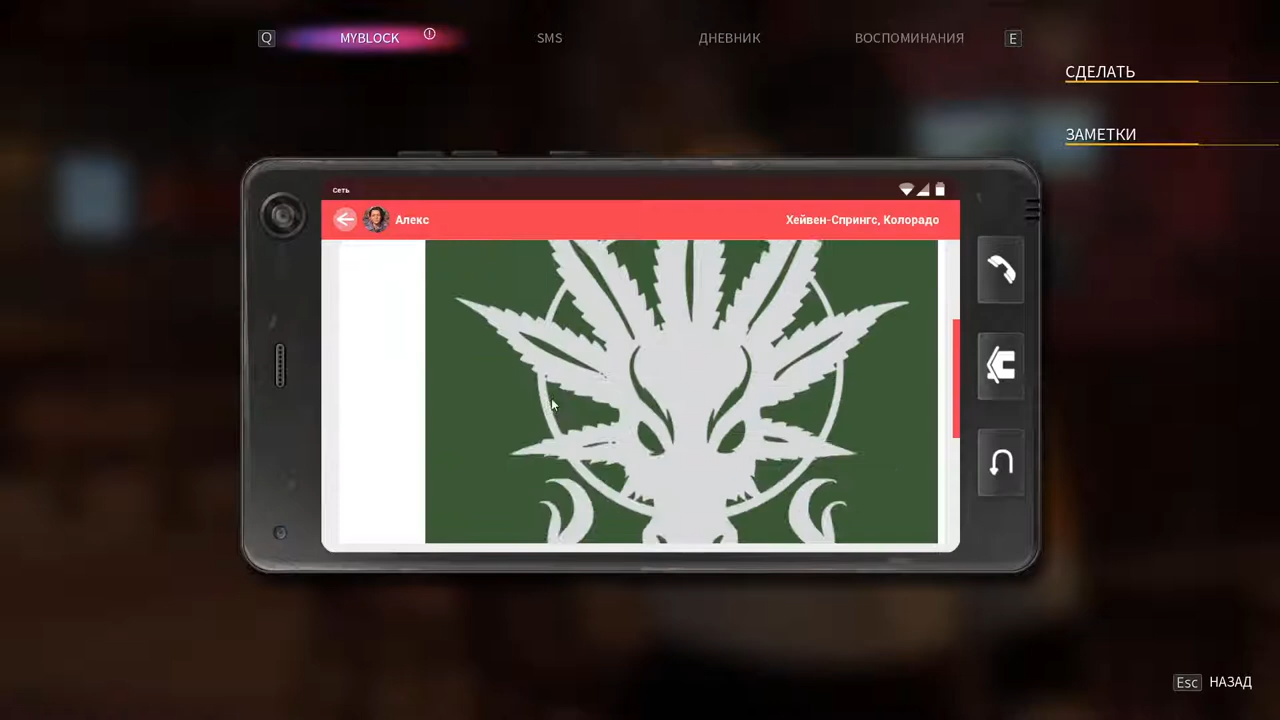 Q MYBLOCK SMS ДНЕВНИК ВОСПОМИНАНИЯ E
СДЕЛАТЬ
ЗАМЕТКИ
Сеть
Алекс Хейвен-Спрингс, Колорадо
Esc НАЗАД